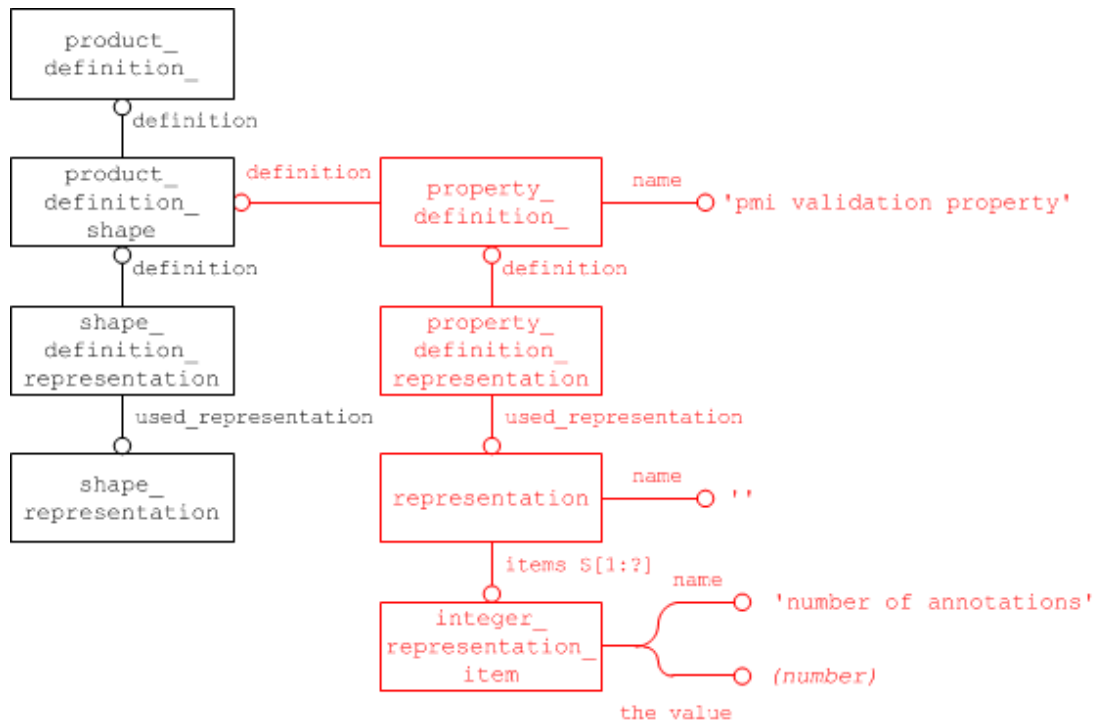 product_
definition_
definition
product_
definition_
shape
definition
property_
definition_
name
'pmi validation property'
definition
definition
shape_
definition_
representation
property_
definition_
representation
used_representation
used_representation
shape_
representation
representation
name
''
items S[1:?]
name
'number of annotations'
integer_
representation_
item
(number)
the value